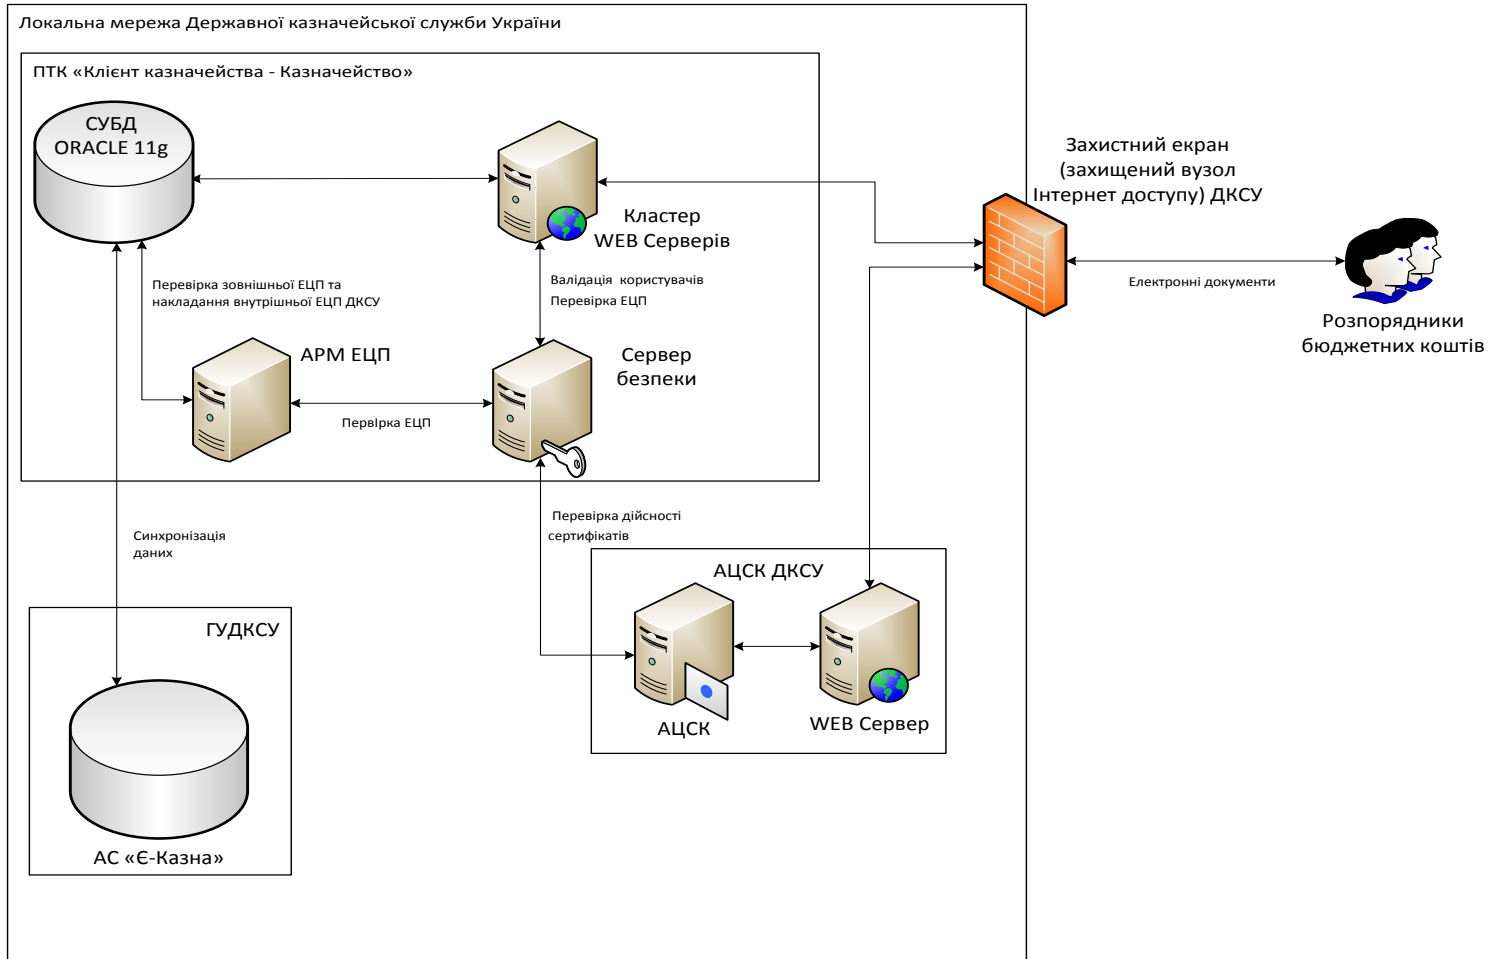 Локальна мережа Державної казначейської служби України
ПТК «Клієнт казначейства - Казначейство»
СУБД
ORACLE 11g
Кластер
WEB Серверів
Захистний екран
(захищений вузол
Інтернет доступу) ДКСУ
Електронні документи
Розпорядники
бюджетних коштів
Перевірка зовнішньої ЕЦП та
накладання внутрішньої ЕЦП ДКСУ
Валідація користувачів
Перевірка ЕЦП
АРМ ЕЦП
Сервер
безпеки
Первірка ЕЦП
Синхронізація
даних
Перевірка дійсності
сертифікатів
АЦСК ДКСУ
АЦСК
WEB Сервер
ГУДКСУ
АС «Є-Казна»